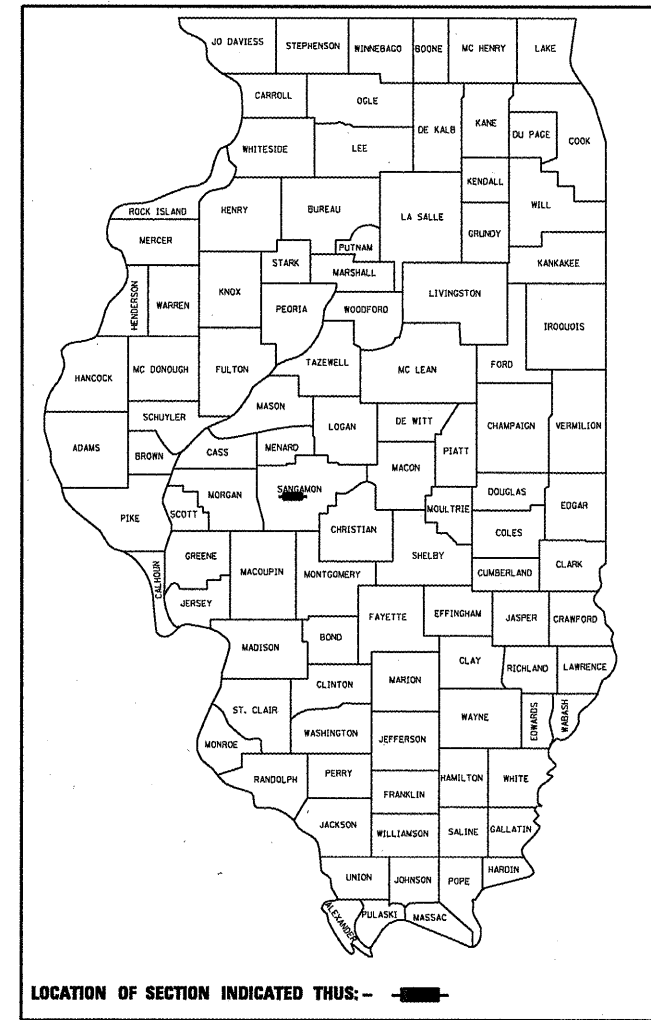 JO DAVIESS STEPHENSON WINNEBAGO BOONE MC HENRY LAKE
CARROLL OGLE DE KALB KANE DU PAGE COOK
WHITESIDE LEE
KENDALL WILL
ROCK ISLAND HENRY BUREAU LA SALLE GRUNDY
MERCER PUTNAM
STARK MARSHALL KANKAKEE
HENDERSON WARREN KNOX PEORIA WOODFORD LIVINGSTON IROQUOIS
HANCOCK MC DONOUGH FULTON TAZEWELL MC LEAN FORD
SCHUYLER MASON LOGAN DE WITT CHAMPAIGN VERMILION
ADAMS BROWN CASS MENARD PIATT
MACON
PIKE SCOTT MORGAN SANGAMON MOULTRIE DOUGLAS EDGAR
CHRISTIAN COLES
CALHOUN GREENE MACOUPIN MONTGOMERY SHELBY CUMBERLAND CLARK
JERSEY FAYETTE EFFINGHAM JASPER CRAWFORD
MADISON BOND
CLAY RICHLAND LAWRENCE
CLINTON MARION
ST. CLAIR WAYNE EDWARDS WABASH
MONROE WASHINGTON JEFFERSON
RANDOLPH PERRY HAMILTON WHITE
FRANKLIN
JACKSON WILLIAMSON SALINE GALLATIN
UNION JOHNSON POPE HARDIN
ALEXANDER PULASKI MASSAC
LOCATION OF SECTION INDICATED THUS: -